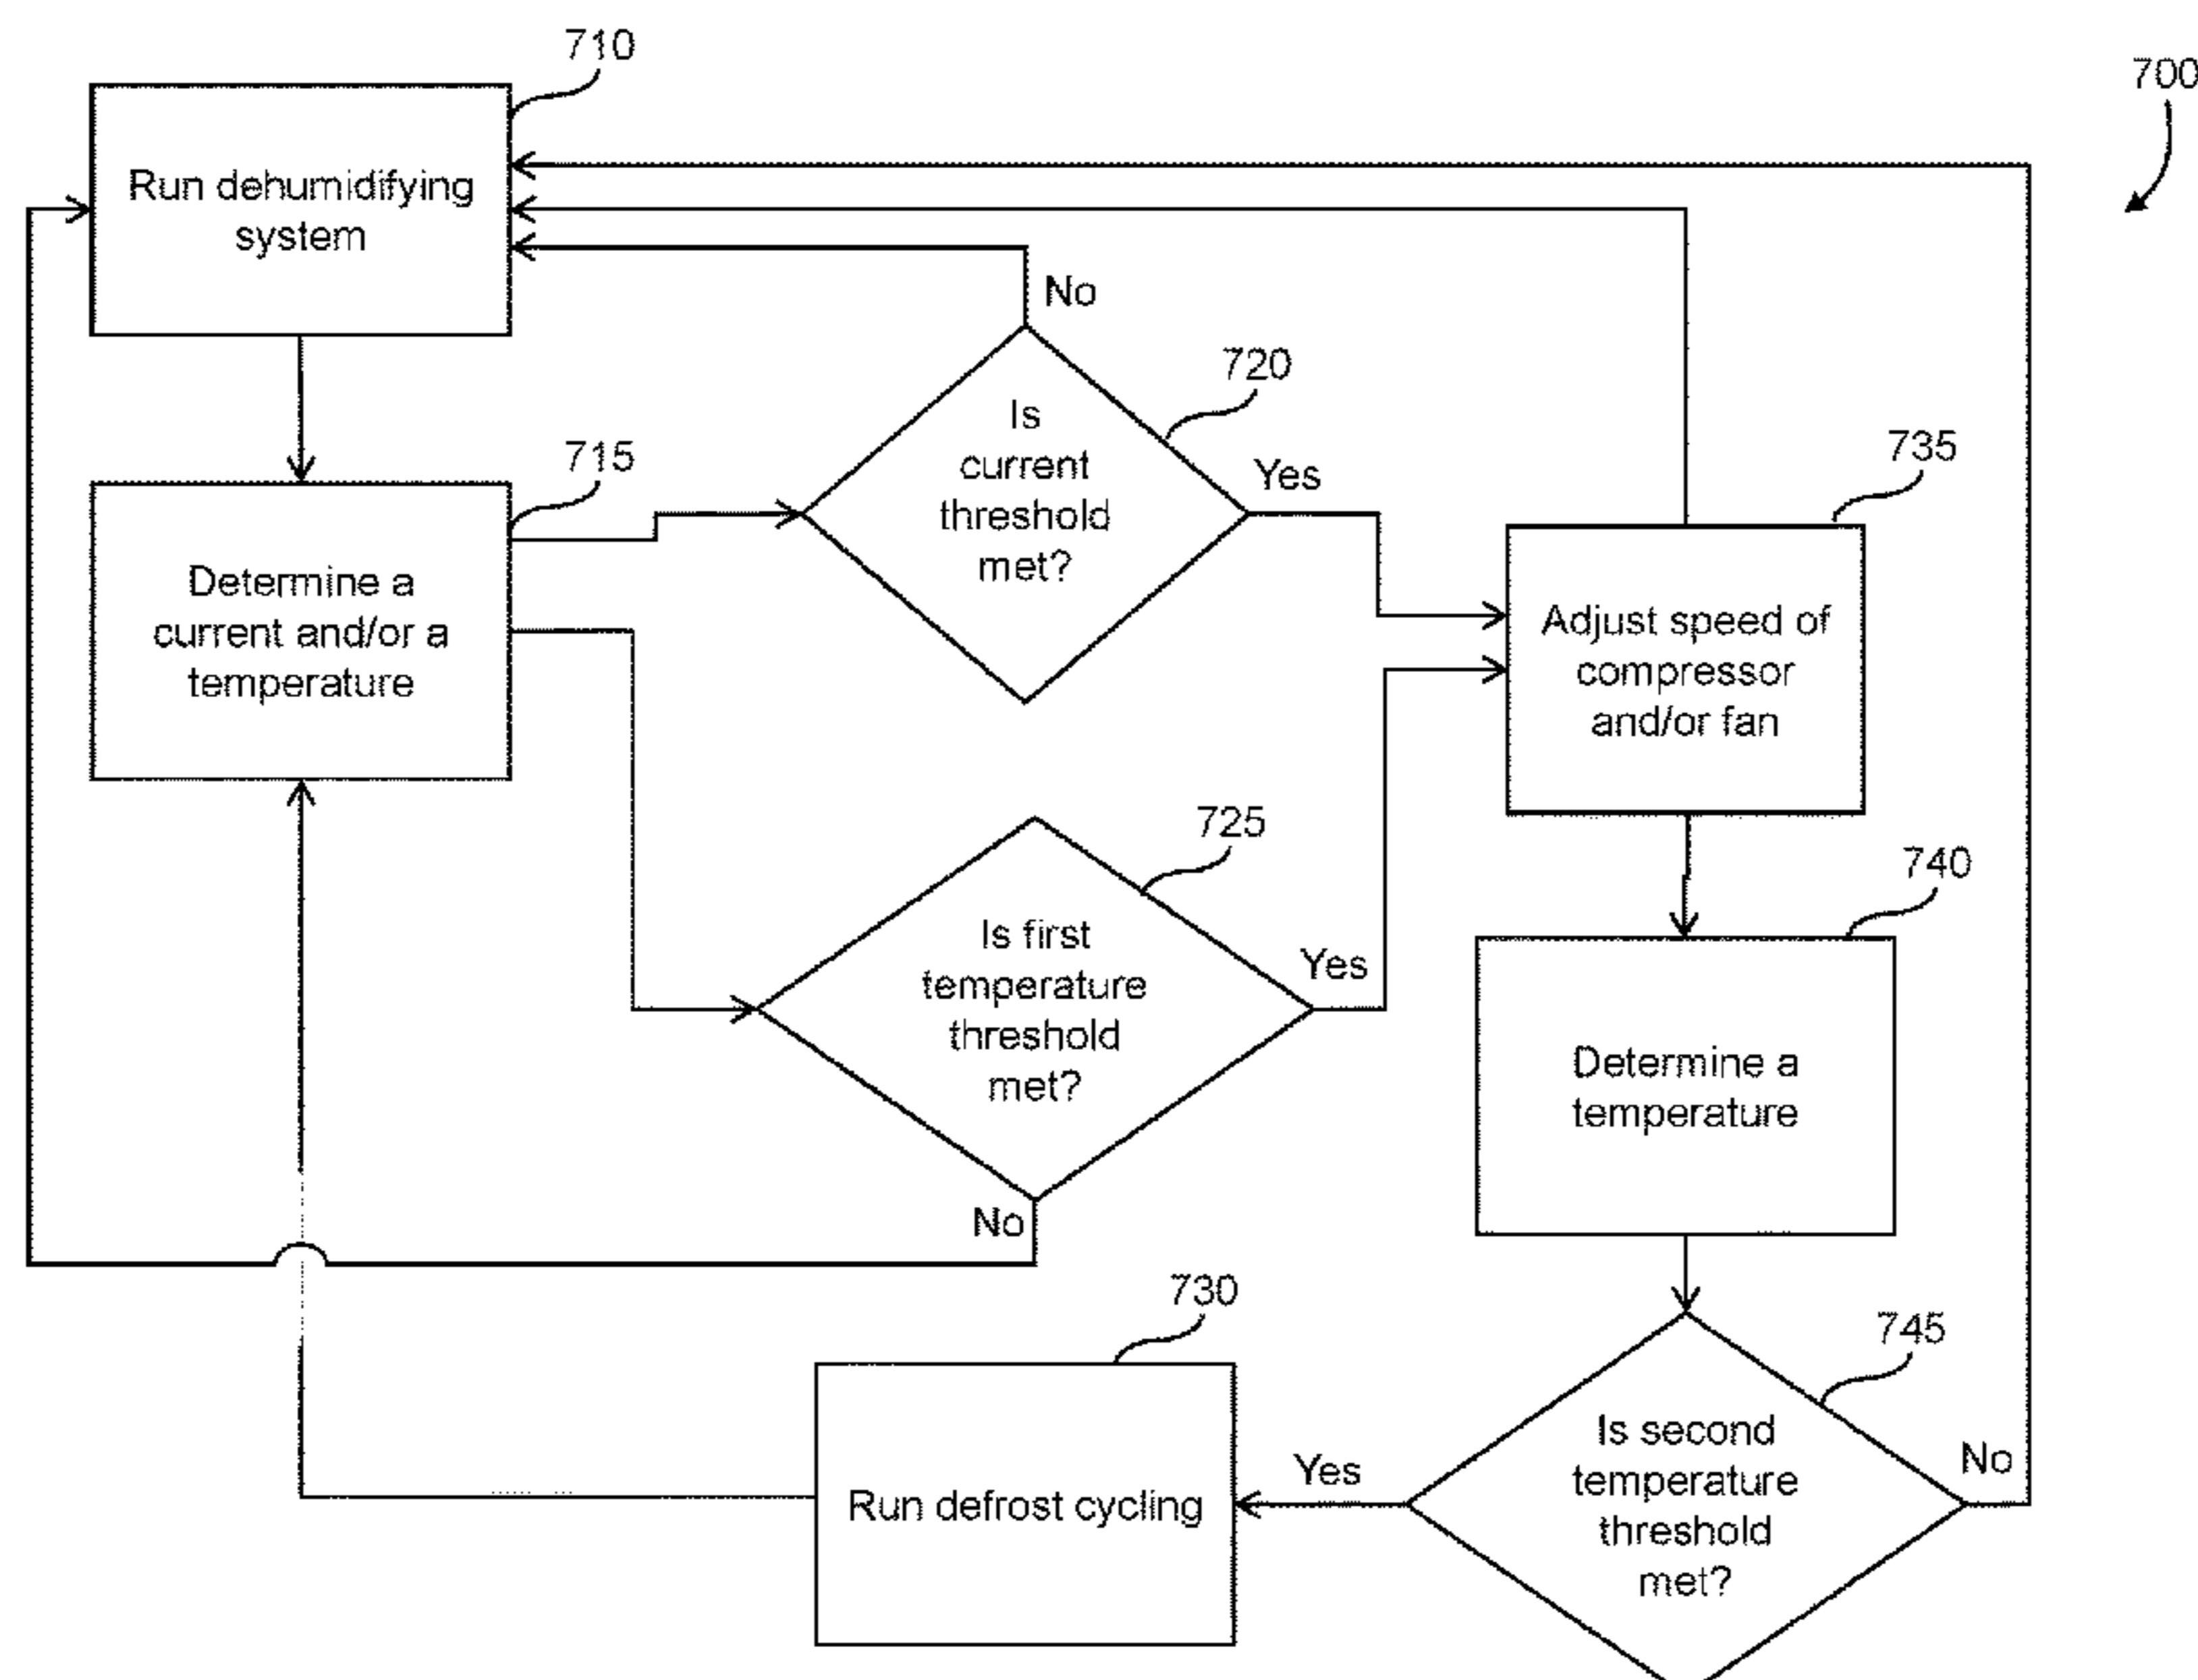 710
700
Run dehumidifying
system
No
720
Is
current
threshold
met?
Yes
715
735
Determine a
current and/or a
temperature
Adjust speed of
compressor
and/or fan
725
740
Is first
temperature
threshold
met?
Yes
No
Determine a
temperature
730
745
Run defrost cycling
Yes
Is second
temperature
threshold
met?
No